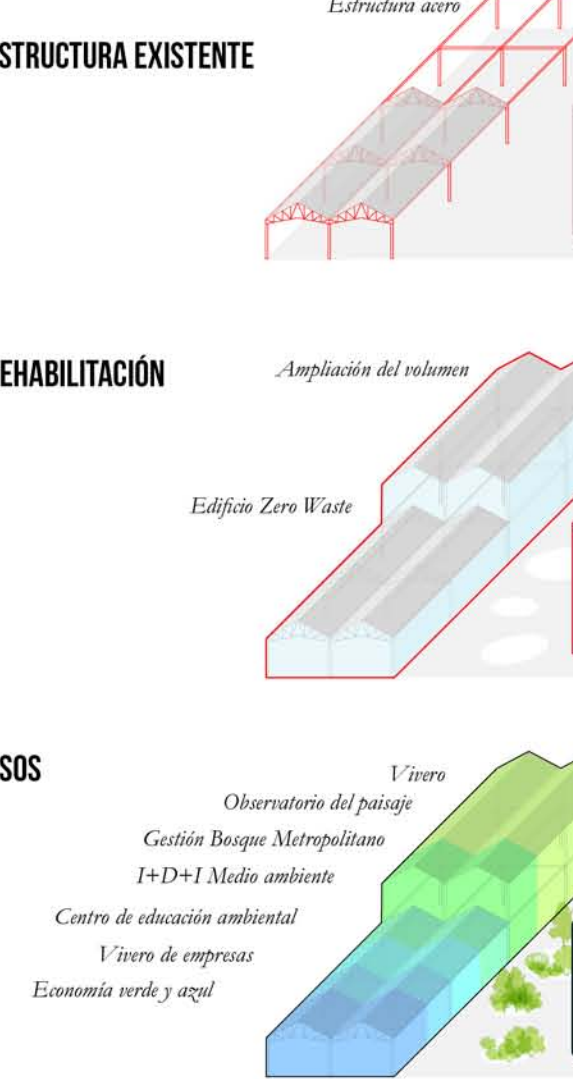 Estructura acero
STRUCTURA EXISTENTE
EHABILITACIÓN
Ampliación del volumen
Edificio Zero Waste
SOS
Vivero
Observatorio del paisaje
Gestión Bosque Metropolitano
I+D+I Medio ambiente
Centro de educación ambiental
Vivero de empresas
Economía verde y azul